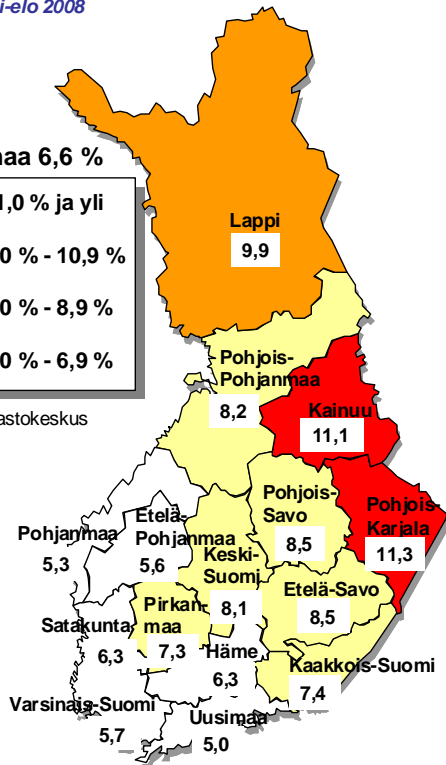 i-elo 2008
naa 6,6 %
1,0 % ja yli
0 % - 10,9 %
0 % - 8,9 %
0 % - 6,9 %
astokeskus
Lappi
9,9
Pohjois-
Pohjanmaa
8,2
Kainuu
11,1
Pohjois-
Savo
8,5
Pohjois-
Karjala
11,3
Pohjanmaa
5,3
Etelä-
Pohjanmaa
5,6
Keski-
Suomi
8,1
Etelä-Savo
8,5
Satakunta
6,3
Pirkan-
maa
7,3
Häme
6,3
Kaakkois-Suomi
7,4
Varsinais-Suomi
5,7
Uusimaa
5,0